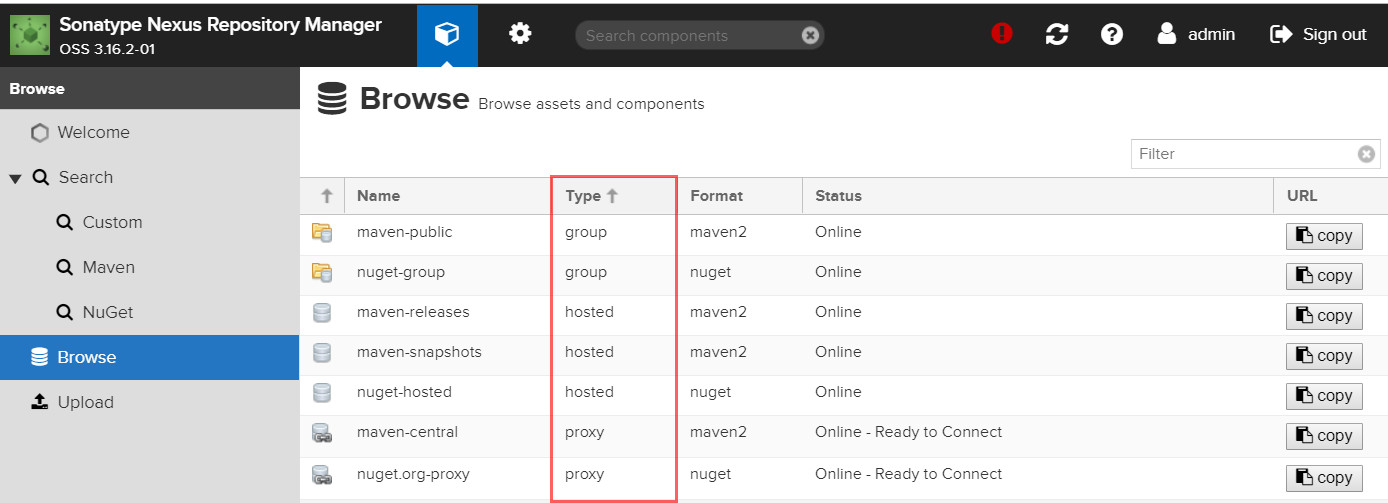 Sonatype Nexus Repository Manager
OSS 3.16.2-01
Search components
admin
Sign out
Browse
Welcome
Search
Custom
Maven
NuGet
Browse
Upload
Browse Browse assets and components
Filter
Name Type Format Status URL
maven-public group maven2 Online copy
nuget-group group nuget Online copy
maven-releases hosted maven2 Online copy
maven-snapshots hosted maven2 Online copy
nuget-hosted hosted nuget Online copy
maven-central proxy maven2 Online - Ready to Connect copy
nuget.org-proxy proxy nuget Online - Ready to Connect copy